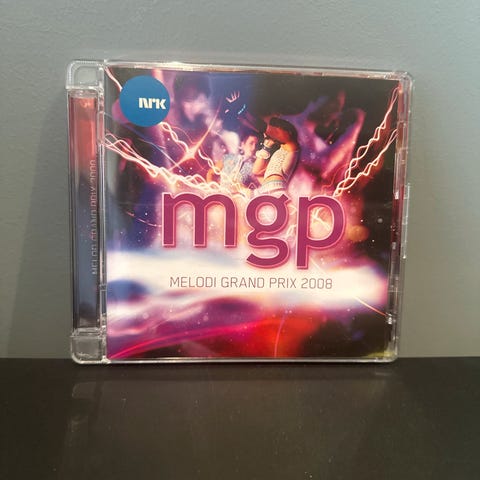 NRK
mgp
MELODI GRAND PRIX 2008
MELODI GRAND PRIX 2008